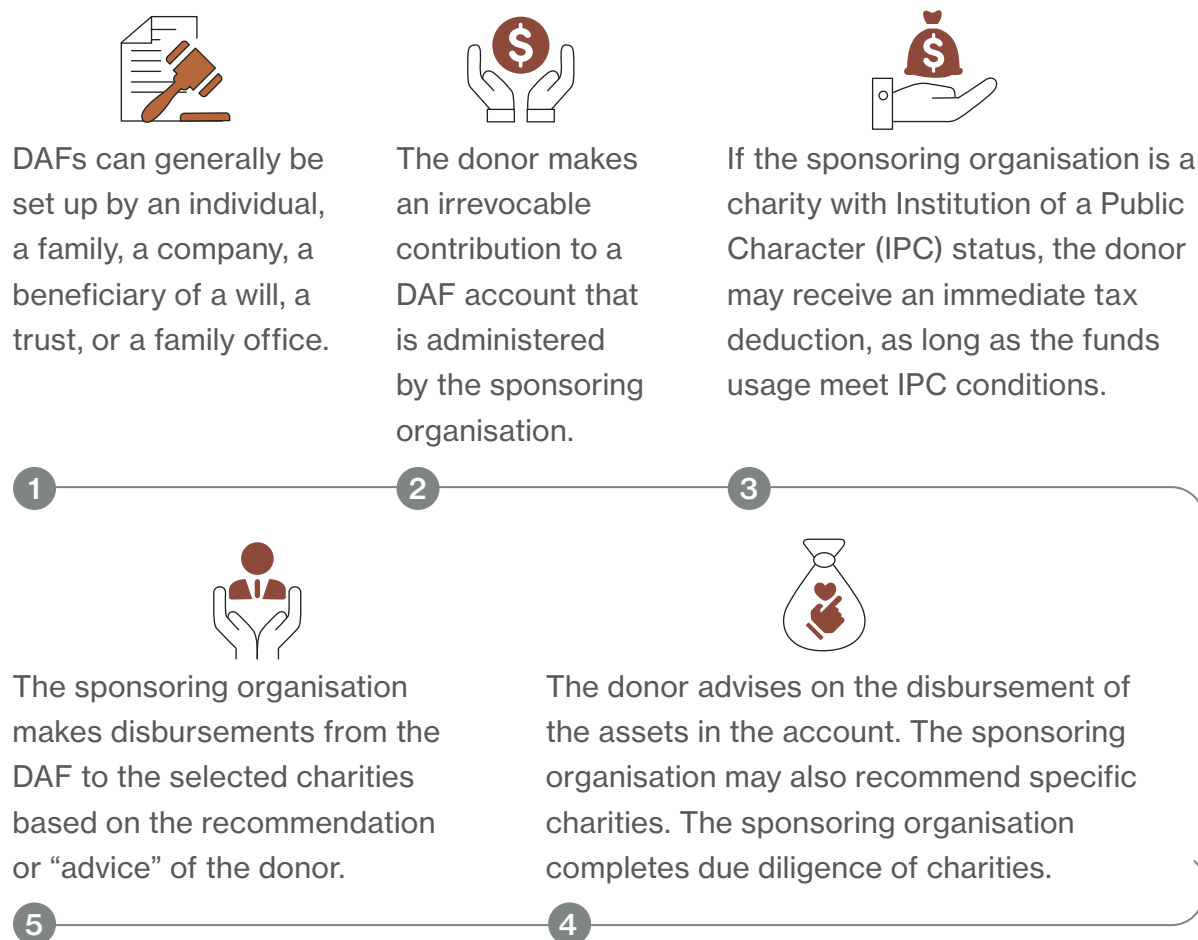 DAFs can generally be
set up by an individual,
a family, a company, a
beneficiary of a will, a
trust, or a family office.
1
The donor makes
an irrevocable
contribution to a
DAF account that
is administered
by the sponsoring
organisation.
2
If the sponsoring organisation is a
charity with Institution of a Public
Character (IPC) status, the donor
may receive an immediate tax
deduction, as long as the funds
usage meet IPC conditions.
3
The donor advises on the disbursement of
the assets in the account. The sponsoring
organisation may also recommend specific
charities. The sponsoring organisation
completes due diligence of charities.
4
The sponsoring organisation
makes disbursements from the
DAF to the selected charities
based on the recommendation
or “advice” of the donor.
5
$
$